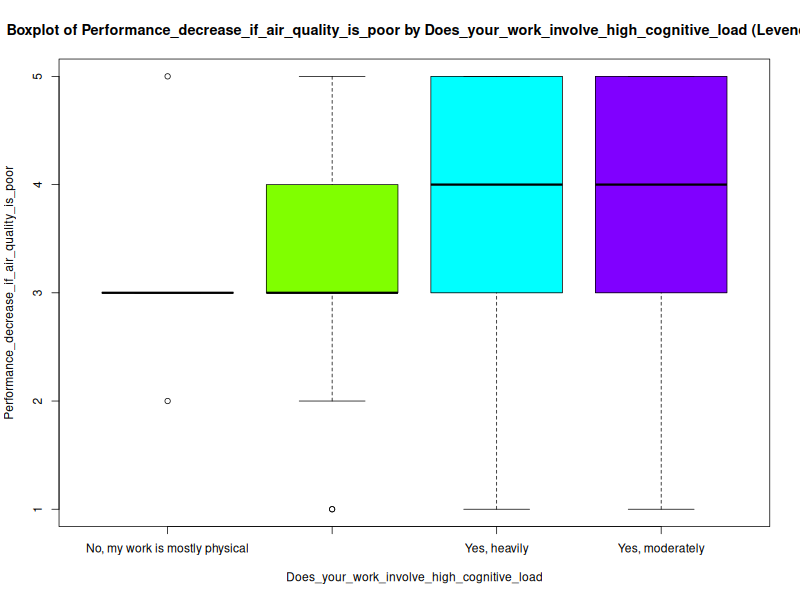 Boxplot of Performance_decrease_if_air_quality_is_poor by Does_your_work_involve_high_cognitive_load (Levene
Performance_decrease_if_air_quality_is_poor
5
4
3
2
1
No, my work is mostly physical
Yes, heavily
Yes, moderately
Does_your_work_involve_high_cognitive_load